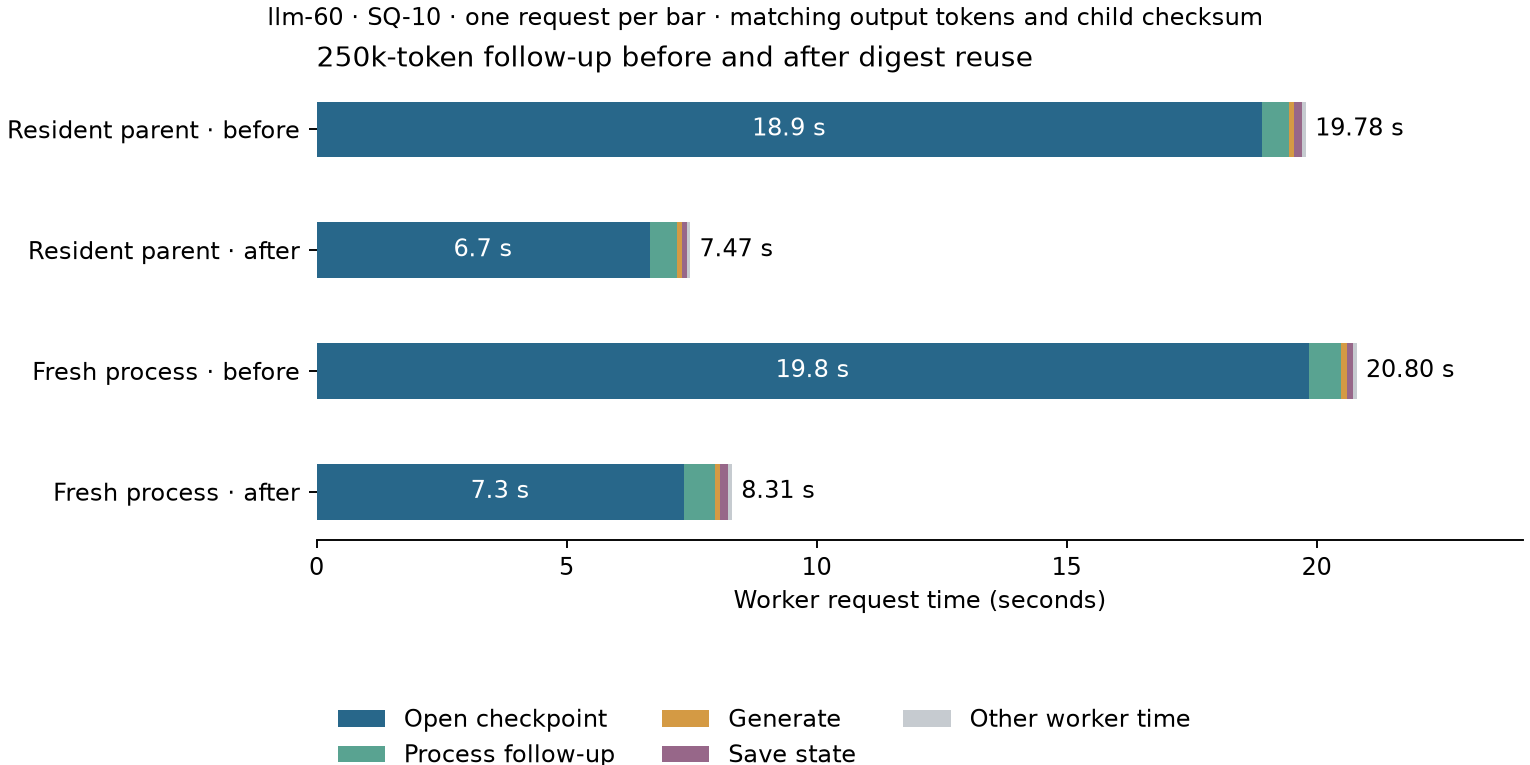 llm-60 · SQ-10 · one request per bar · matching output tokens and child checksum
250k-token follow-up before and after digest reuse
Resident parent · before
18.9 s
19.78 s
Resident parent · after
6.7 s
7.47 s
Fresh process · before
19.8 s
20.80 s
Fresh process · after
7.3 s
8.31 s
0 5 10 15 20
Worker request time (seconds)
Open checkpoint Generate Other worker time
Process follow-up Save state